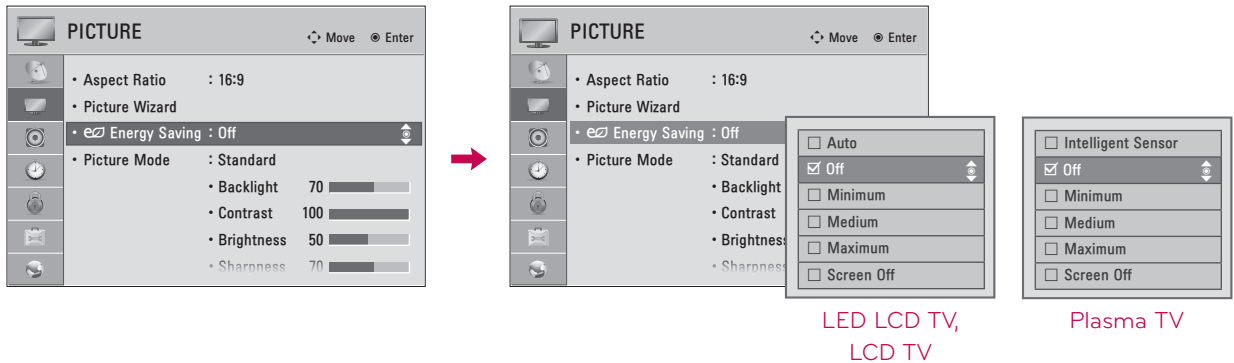 PICTURE
Move Enter
• Aspect Ratio : 16:9
• Picture Wizard
• e Energy Saving : Off
• Picture Mode : Standard
• Backlight 70
• Contrast 100
• Brightness 50
• Sharpness 70
PICTURE
Move Enter
• Aspect Ratio : 16:9
• Picture Wizard
• e Energy Saving : Off
• Picture Mode : Standard
• Backlight
• Contrast
• Brightness
• Sharpness
Auto
Off
Minimum
Medium
Maximum
Screen Off
LED LCD TV,
LCD TV
Intelligent Sensor
Off
Minimum
Medium
Maximum
Screen Off
Plasma TV